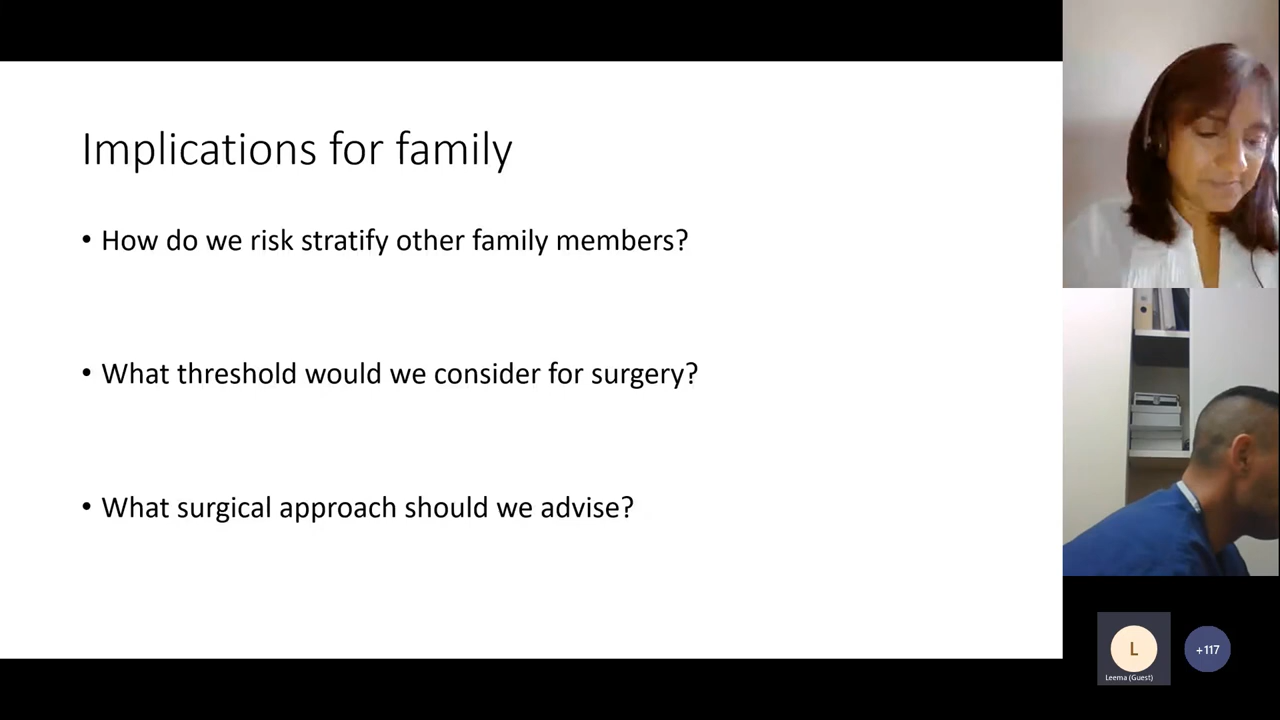 Implications for family
• How do we risk stratify other family members?
• What threshold would we consider for surgery?
• What surgical approach should we advise?
L
+117
Leema (Guest)